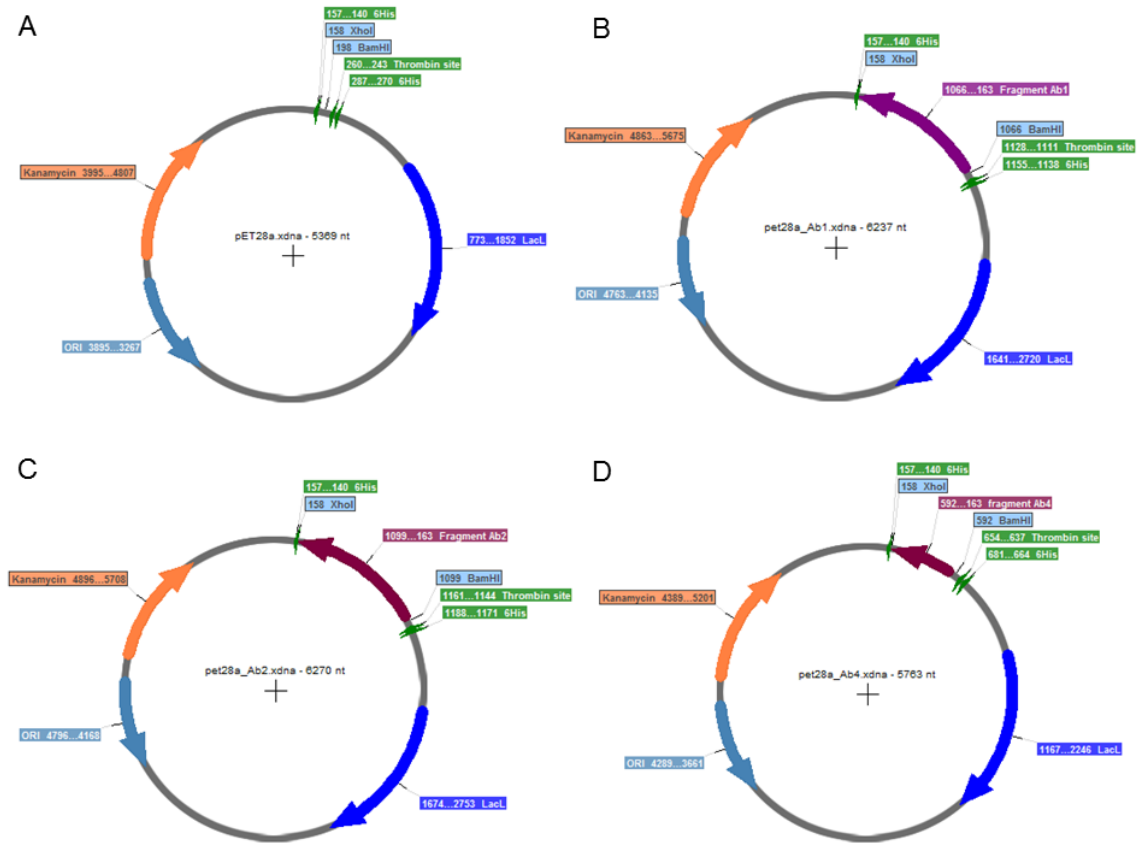 A
157...140 6His
158 XhoI
198 BamHI
260...243 Thrombin site
287...270 6His
Kanamycin 3995...4807
pET28a.xdna - 5369 nt
773...1852 LacL
ORI 3895...3267
B
157...140 6His
158 XhoI
1066...163 Fragment Ab1
1066 BamHI
1128...1111 Thrombin site
1155...1138 6His
Kanamycin 4863...5675
pet28a_Ab1.xdna - 6237 nt
ORI 4763...4135
1641...2720 LacL
C
157...140 6His
158 XhoI
1099...163 Fragment Ab2
1099 BamHI
1161...1144 Thrombin site
1188...1171 6His
Kanamycin 4896...5708
pet28a_Ab2.xdna - 6270 nt
ORI 4796...4168
1674...2753 LacL
D
157...140 6His
158 XhoI
592...163 fragment Ab4
592 BamHI
654...637 Thrombin site
681...664 6His
Kanamycin 4389...5201
pet28a_Ab4.xdna - 5763 nt
1167...2246 LacL
ORI 4289...3661